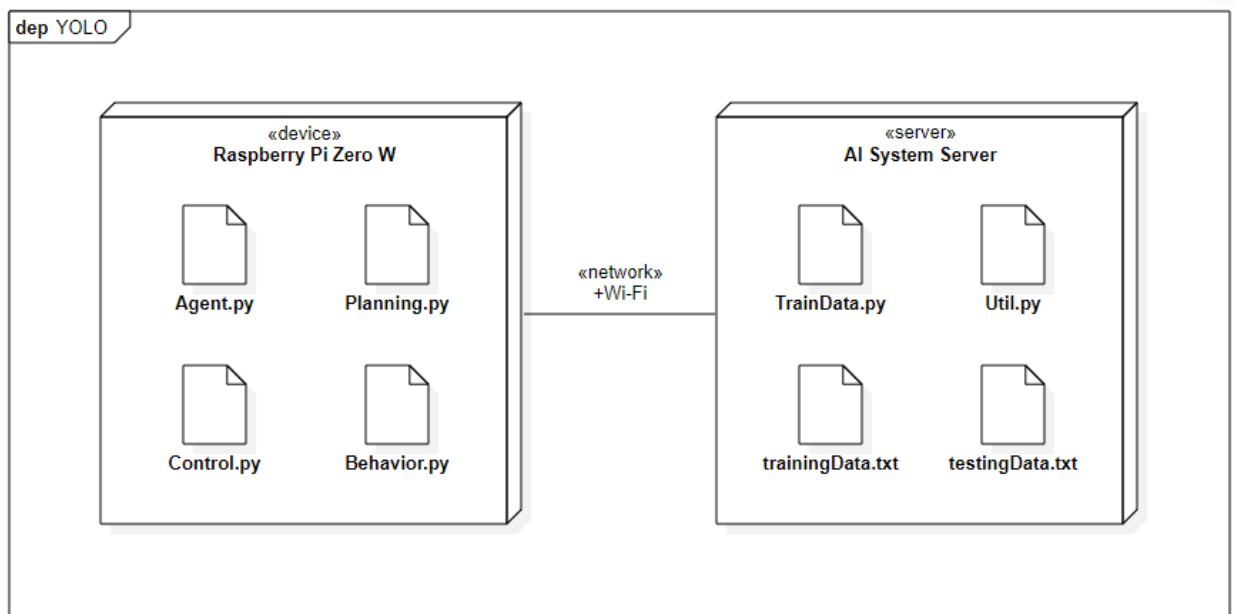 dep YOLO
«device»
Raspberry Pi Zero W
Agent.py
Planning.py
Control.py
Behavior.py
«network»
+Wi-Fi
«server»
AI System Server
TrainData.py
Util.py
trainingData.txt
testingData.txt